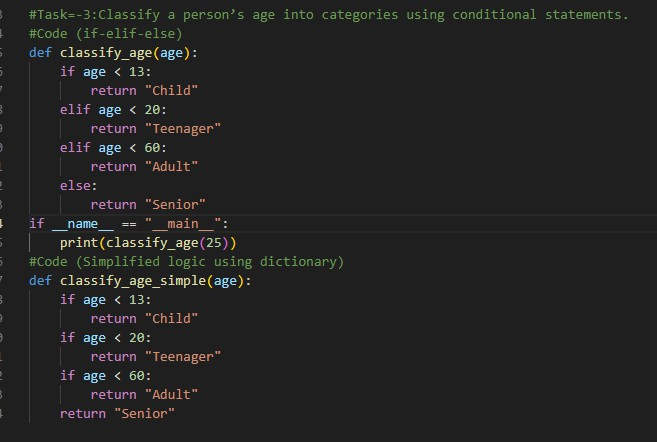 #Task=-3:Classify a person’s age into categories using conditional statements.
#Code (if-elif-else)
def classify_age(age):
    if age < 13:
        return "Child"
    elif age < 20:
        return "Teenager"
    elif age < 60:
        return "Adult"
    else:
        return "Senior"
if __name__ == "__main__":
    print(classify_age(25))
#Code (Simplified logic using dictionary)
def classify_age_simple(age):
    if age < 13:
        return "Child"
    if age < 20:
        return "Teenager"
    if age < 60:
        return "Adult"
    return "Senior"